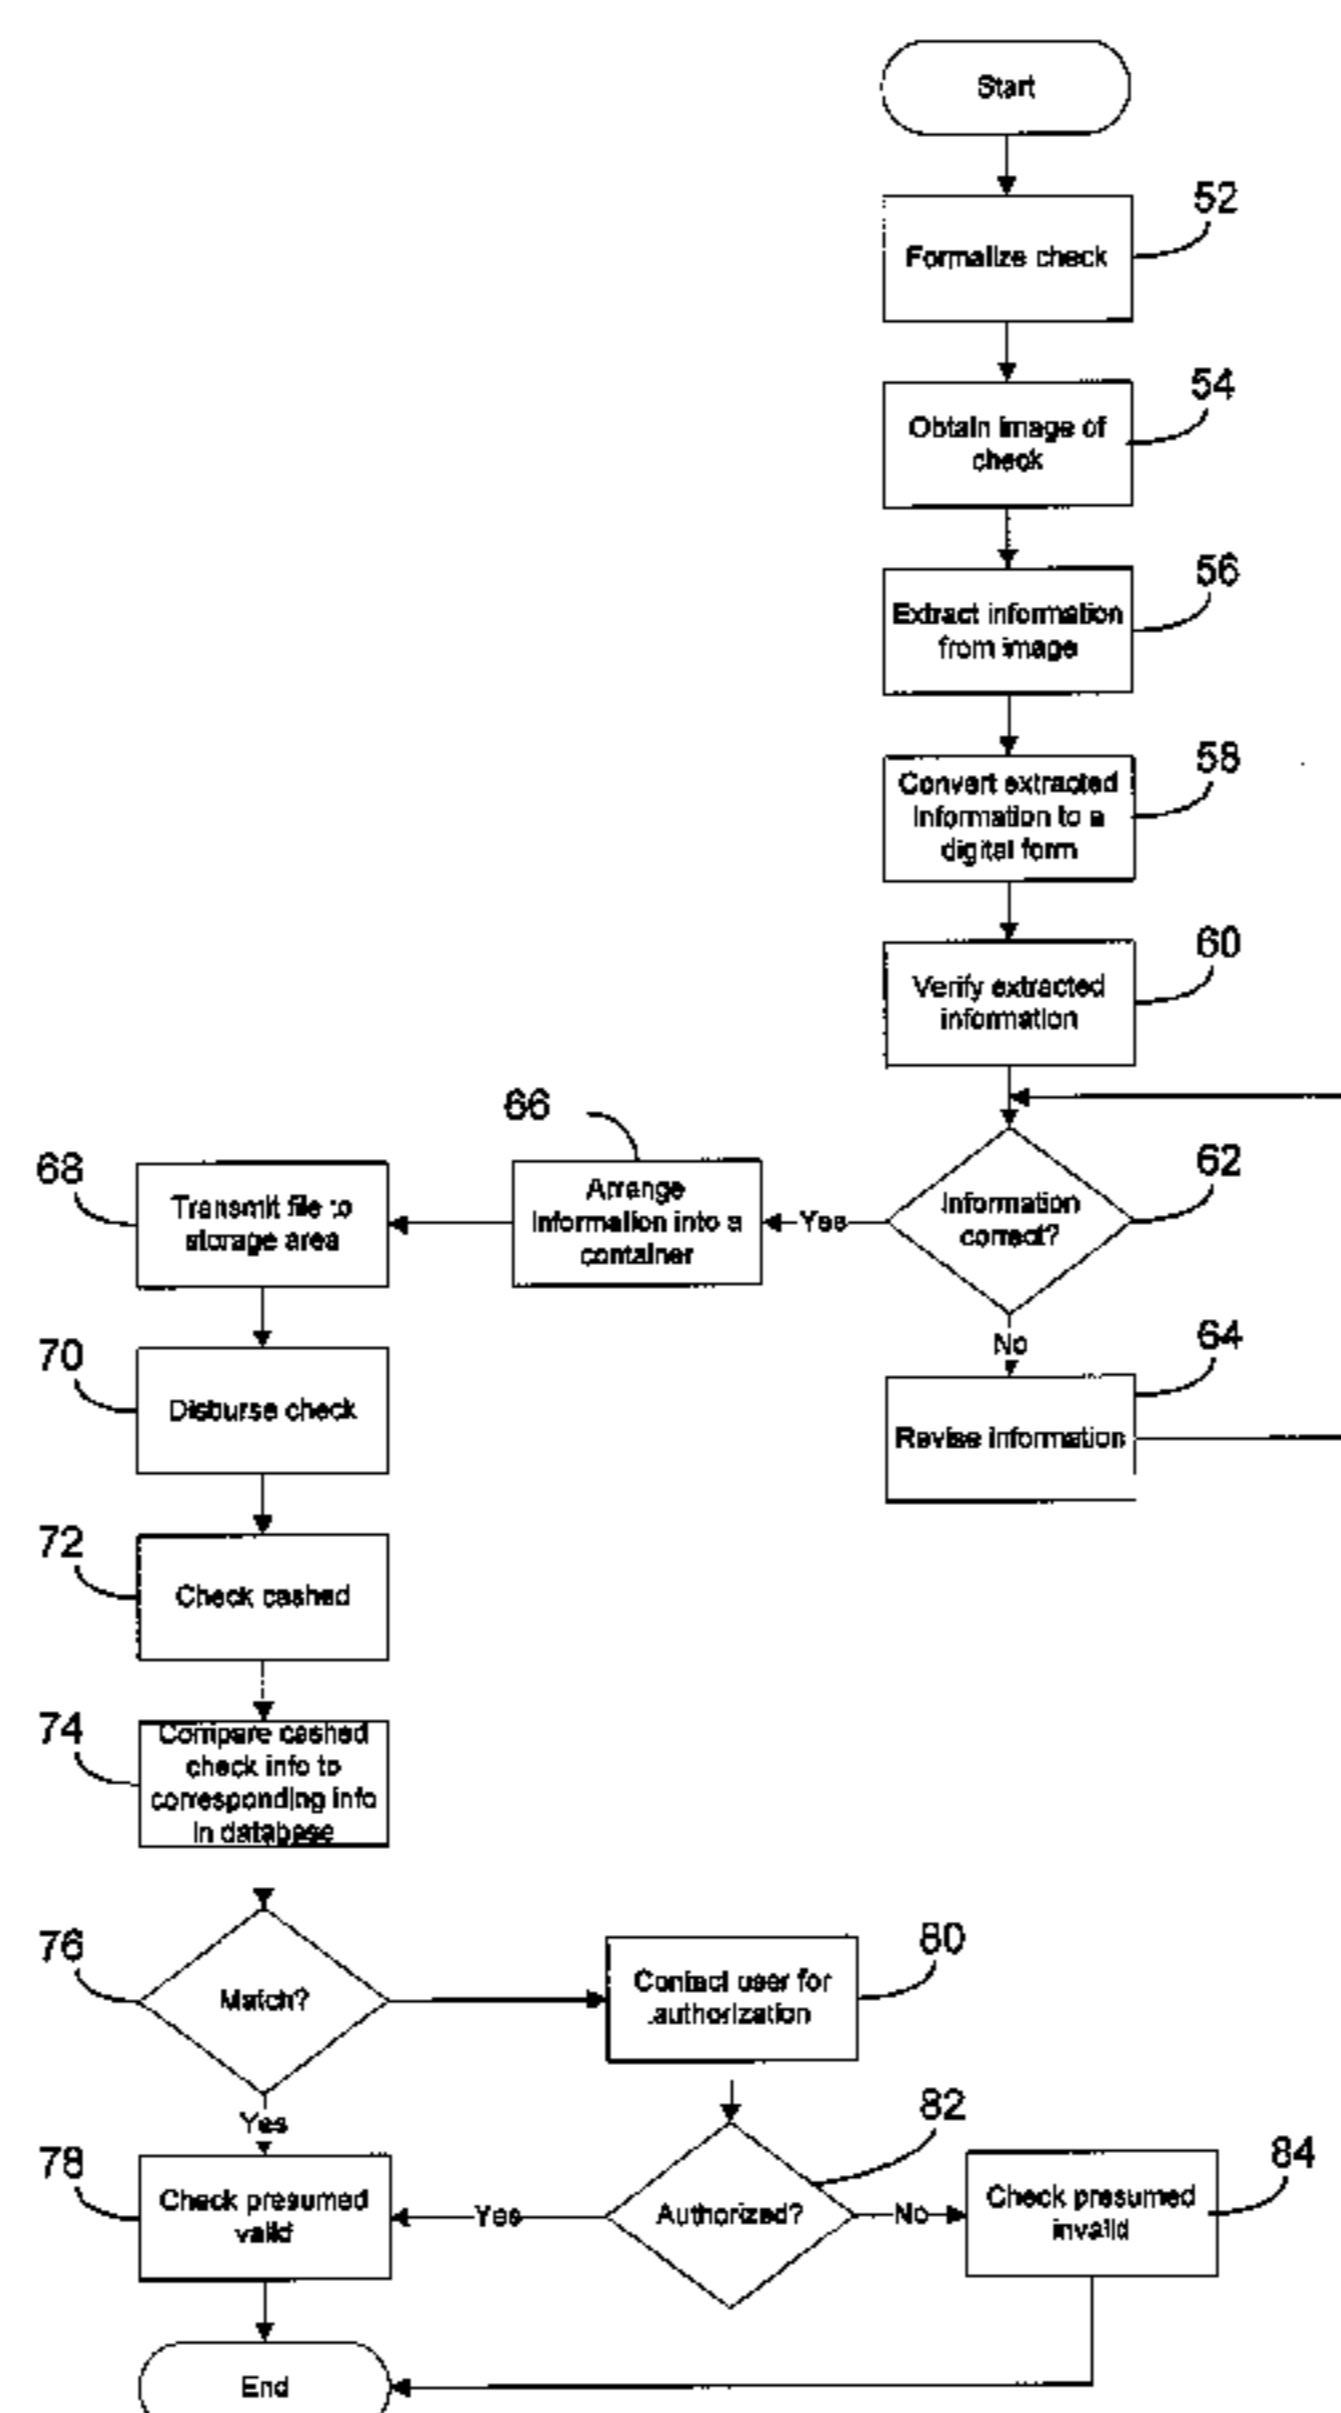 Start
52
Formalize check
54
Obtain image of
check
56
Extract information
from image
58
Convert extracted
information to a
digital form
60
Verify extracted
information
62
Information
correct?
Yes
No
64
Revise information
66
Arrange
information into a
container
68
Transmit file to
storage area
70
Disburse check
72
Check cashed
74
Compare cashed
check info to
corresponding info
in database
76
Match?
Yes
80
Contact user for
authorization
82
Authorized?
Yes
No
78
Check presumed
valid
84
Check presumed
invalid
End